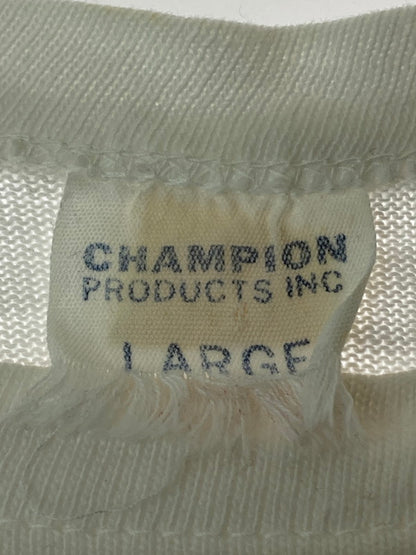 CHAMPION
PRODUCTS INC
LARGE